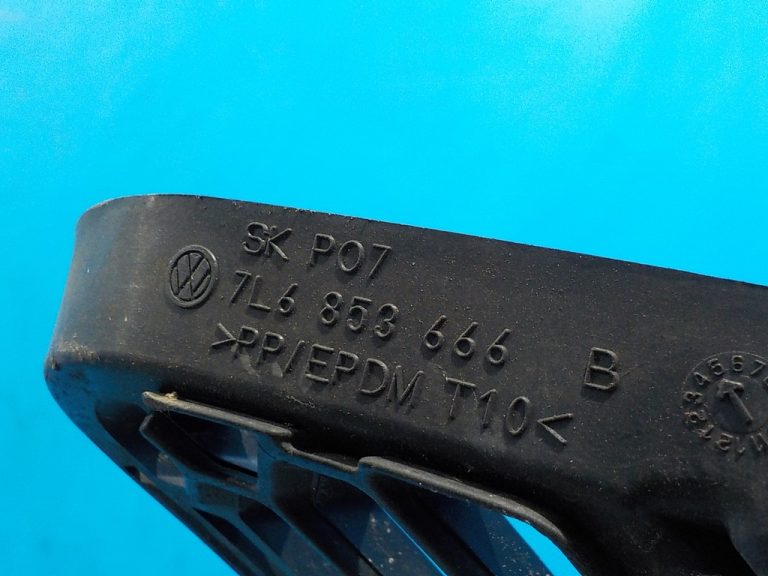 SK P07
7L6 853 666 B
>PP/EPDM T10<